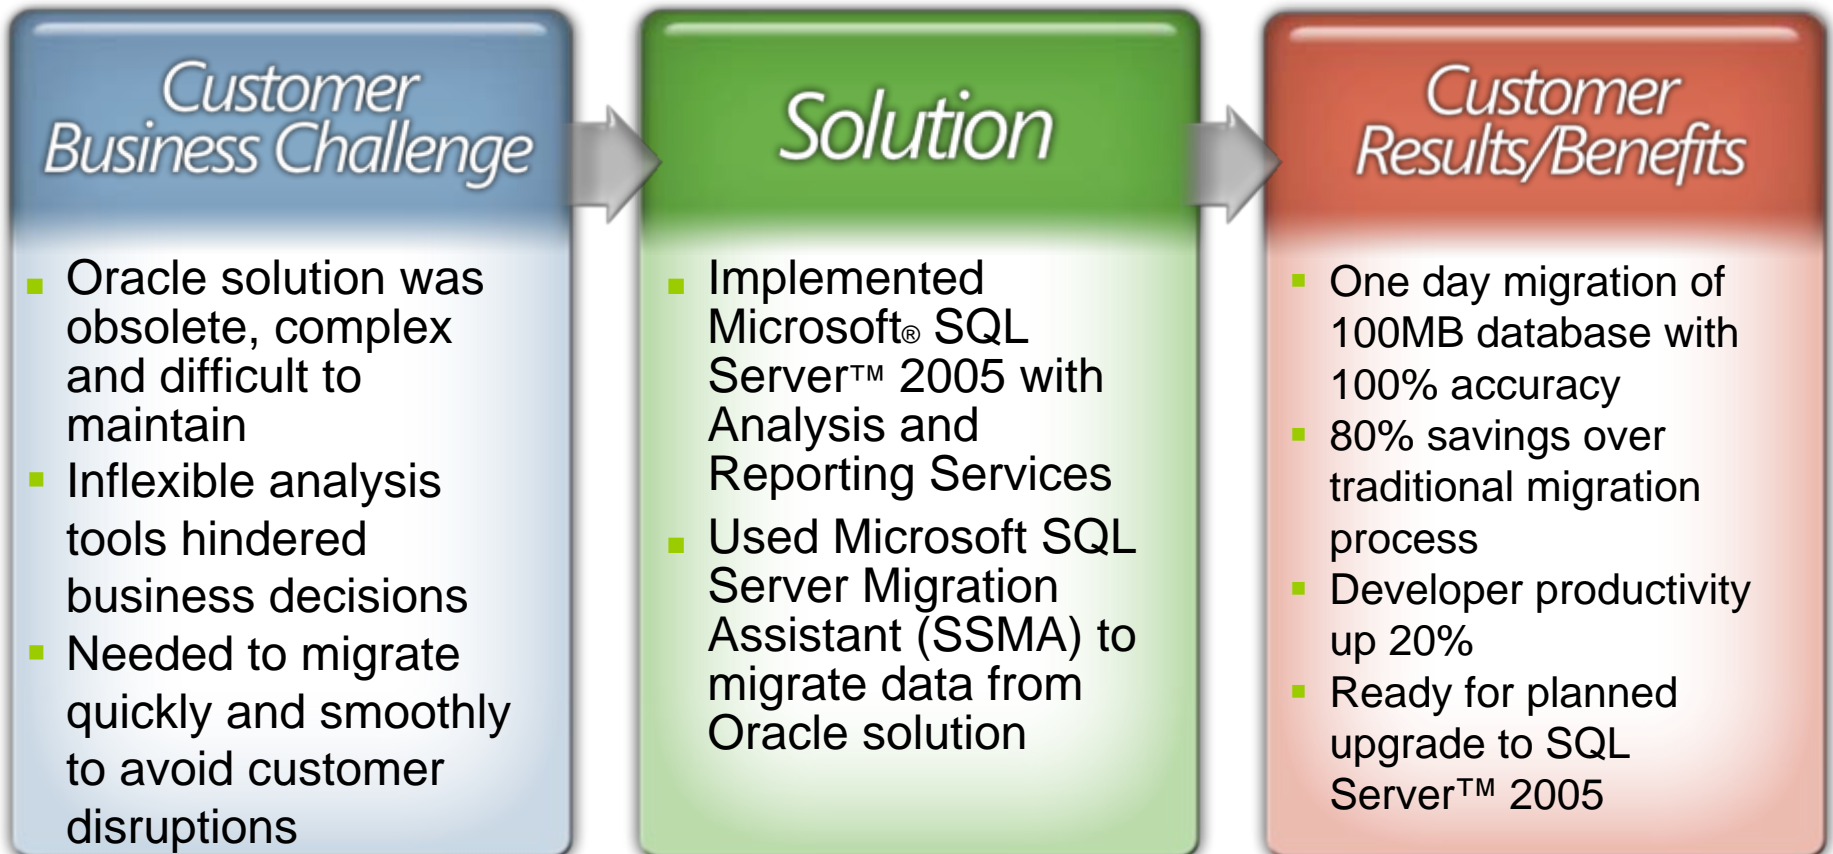 Customer
Business Challenge
▪ Oracle solution was
obsolete, complex
and difficult to
maintain
▪ Inflexible analysis
tools hindered
business decisions
▪ Needed to migrate
quickly and smoothly
to avoid customer
disruptions
Solution
▪ Implemented
Microsoft® SQL
Server™ 2005 with
Analysis and
Reporting Services
▪ Used Microsoft SQL
Server Migration
Assistant (SSMA) to
migrate data from
Oracle solution
Customer
Results/Benefits
▪ One day migration of
100MB database with
100% accuracy
▪ 80% savings over
traditional migration
process
▪ Developer productivity
up 20%
▪ Ready for planned
upgrade to SQL
Server™ 2005